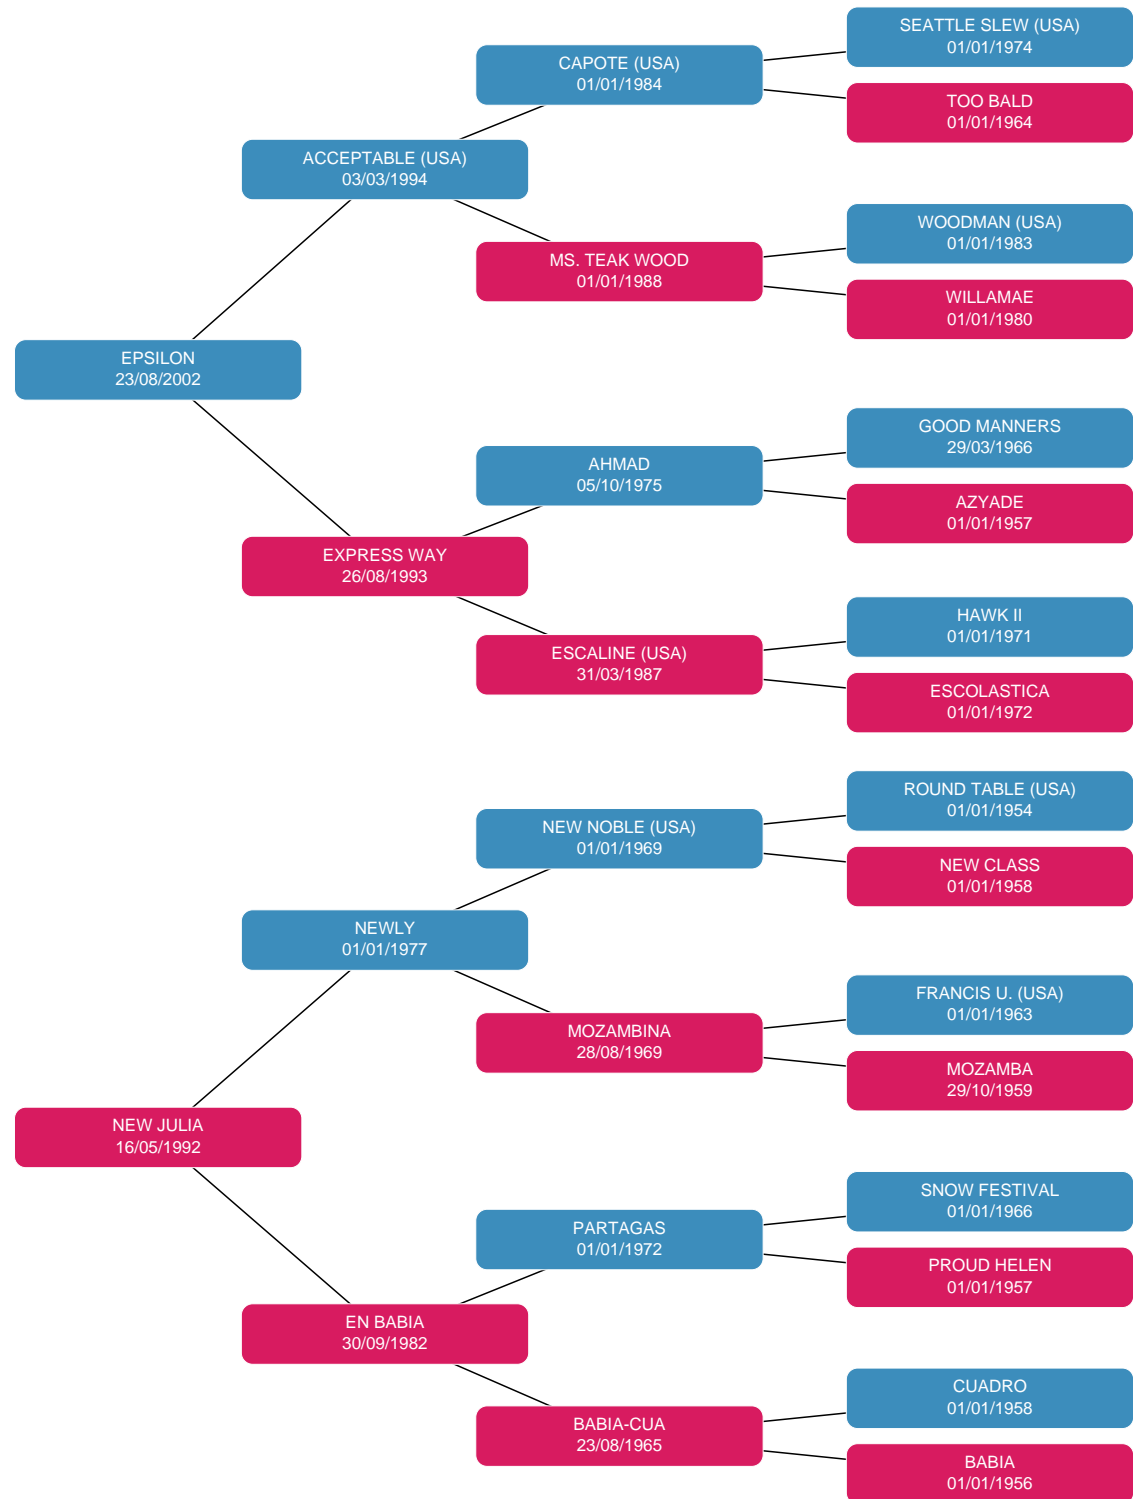 SEATTLE SLEW (USA)
01/01/1974
CAPOTE (USA)
01/01/1984
TOO BALD
01/01/1964
ACCEPTABLE (USA)
03/03/1994
WOODMAN (USA)
01/01/1983
MS. TEAK WOOD
01/01/1988
WILLAMAE
01/01/1980
EPSILON
23/08/2002
GOOD MANNERS
29/03/1966
AHMAD
05/10/1975
AZYADE
01/01/1957
EXPRESS WAY
26/08/1993
HAWK II
01/01/1971
ESCALINE (USA)
31/03/1987
ESCOLASTICA
01/01/1972
ROUND TABLE (USA)
01/01/1954
NEW NOBLE (USA)
01/01/1969
NEW CLASS
01/01/1958
NEWLY
01/01/1977
FRANCIS U. (USA)
01/01/1963
MOZAMBINA
28/08/1969
MOZAMBA
29/10/1959
NEW JULIA
16/05/1992
SNOW FESTIVAL
01/01/1966
PARTAGAS
01/01/1972
PROUD HELEN
01/01/1957
EN BABIA
30/09/1982
CUADRO
01/01/1958
BABIA-CUA
23/08/1965
BABIA
01/01/1956